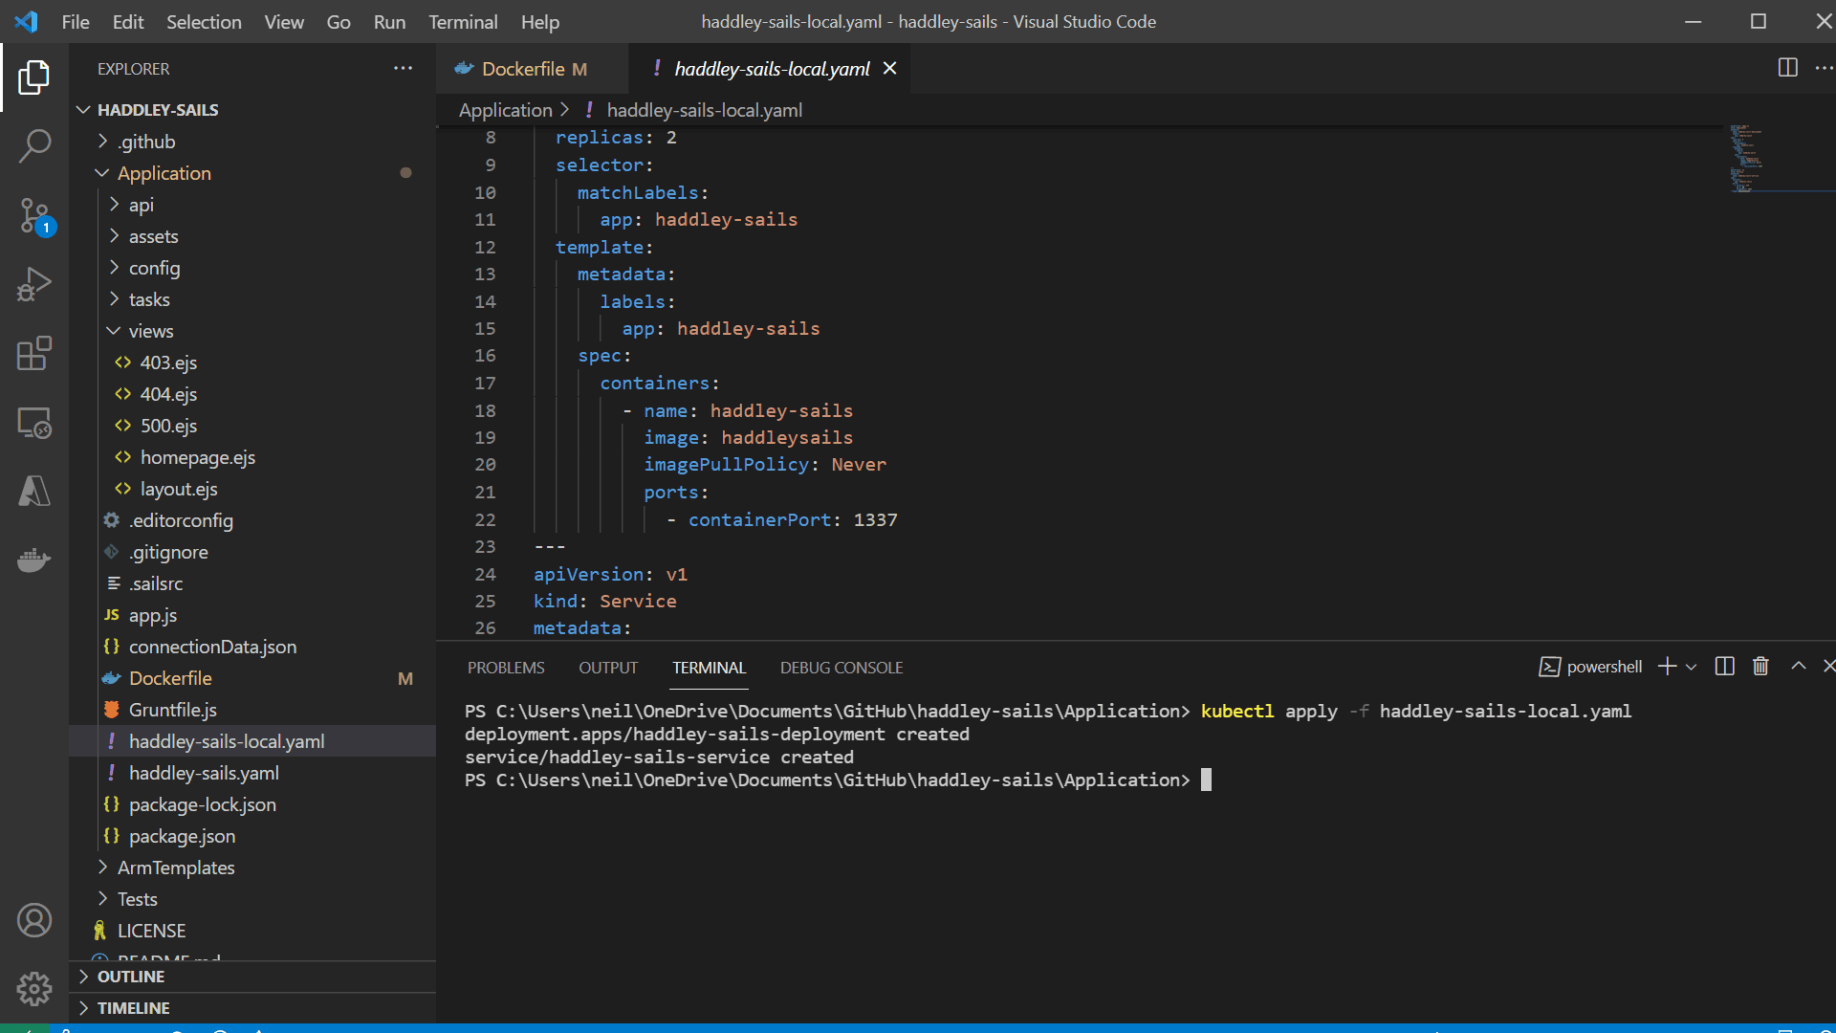 File Edit Selection View Go Run Terminal Help
haddley-sails-local.yaml - haddley-sails - Visual Studio Code
EXPLORER
HADDLEY-SAILS
.github
Application
api
assets
config
tasks
views
403.ejs
404.ejs
500.ejs
homepage.ejs
layout.ejs
.editorconfig
.gitignore
.sailsrc
JS app.js
{} connectionData.json
Dockerfile M
Gruntfile.js
! haddley-sails-local.yaml
! haddley-sails.yaml
{} package-lock.json
{} package.json
ArmTemplates
Tests
LICENSE
README.md
OUTLINE
TIMELINE
1
Dockerfile M
! haddley-sails-local.yaml
Application > ! haddley-sails-local.yaml
8 replicas: 2
9 selector:
10 matchLabels:
11 app: haddley-sails
12 template:
13 metadata:
14 labels:
15 app: haddley-sails
16 spec:
17 containers:
18 - name: haddley-sails
19 image: haddleysails
20 imagePullPolicy: Never
21 ports:
22 - containerPort: 1337
23 ---
24 apiVersion: v1
25 kind: Service
26 metadata:
PROBLEMS OUTPUT TERMINAL DEBUG CONSOLE
powershell
PS C:\Users\neil\OneDrive\Documents\GitHub\haddley-sails\Application> kubectl apply -f haddley-sails-local.yaml
deployment.apps/haddley-sails-deployment created
service/haddley-sails-service created
PS C:\Users\neil\OneDrive\Documents\GitHub\haddley-sails\Application>